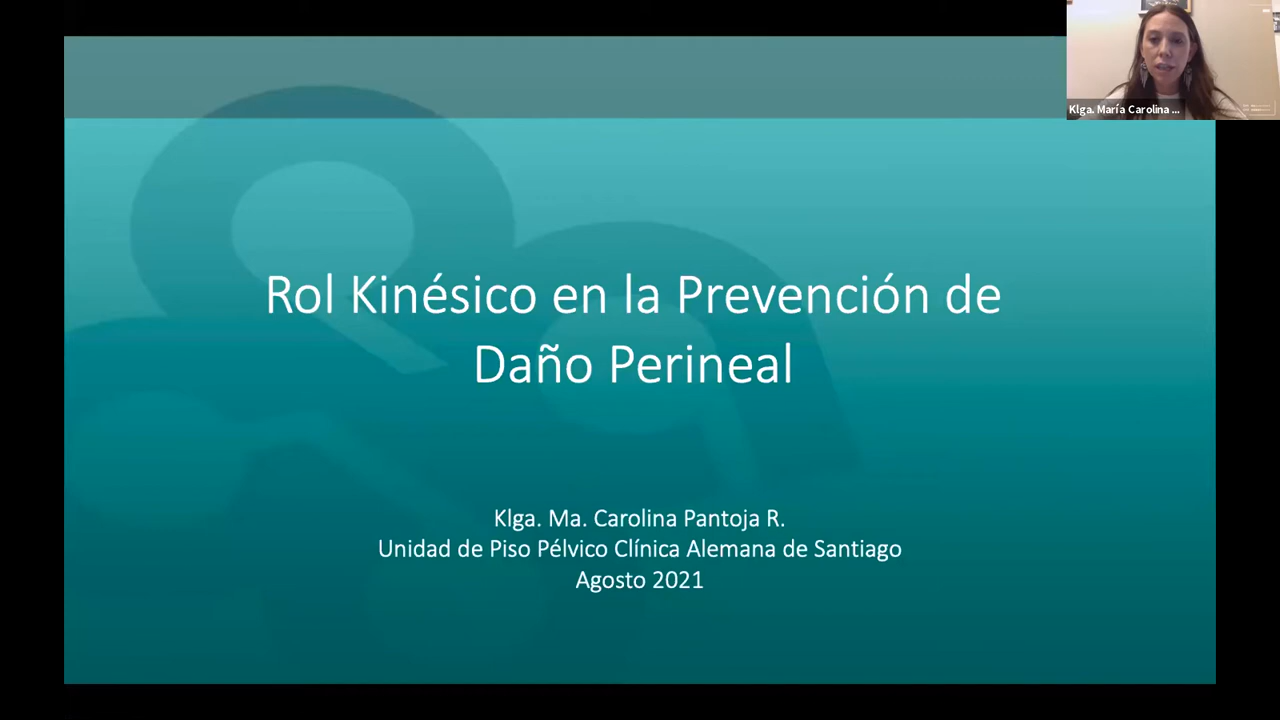 Klga. María Carolina ...
Rol Kinésico en la Prevención de
Daño Perineal
Klga. Ma. Carolina Pantoja R.
Unidad de Piso Pélvico Clínica Alemana de Santiago
Agosto 2021